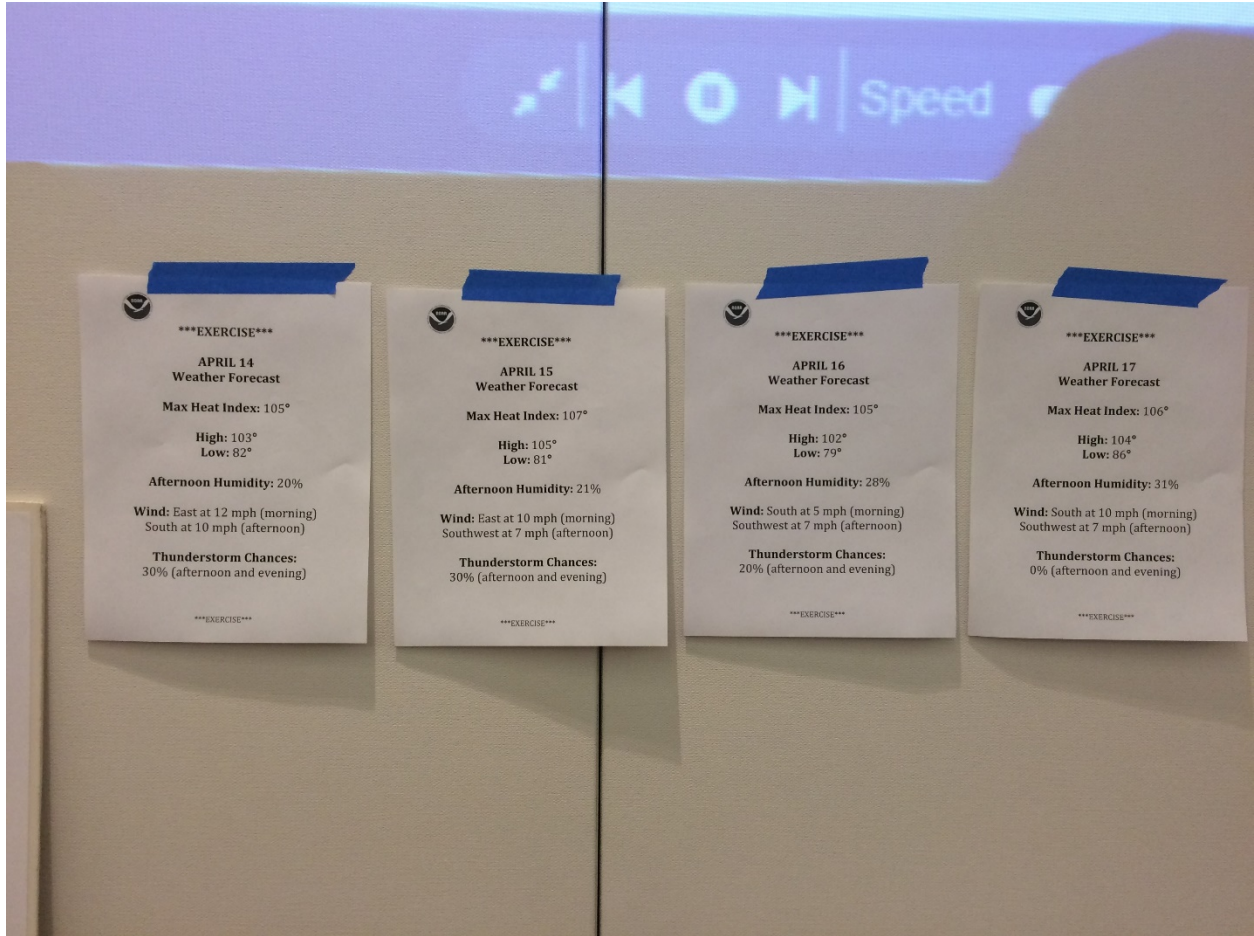 Speed
***EXERCISE***
APRIL 14
Weather Forecast
Max Heat Index: 105°
High: 103°
Low: 82°
Afternoon Humidity: 20%
Wind: East at 12 mph (morning)
South at 10 mph (afternoon)
Thunderstorm Chances:
30% (afternoon and evening)
***EXERCISE***
***EXERCISE***
APRIL 15
Weather Forecast
Max Heat Index: 107°
High: 105°
Low: 81°
Afternoon Humidity: 21%
Wind: East at 10 mph (morning)
Southwest at 7 mph (afternoon)
Thunderstorm Chances:
30% (afternoon and evening)
***EXERCISE***
***EXERCISE***
APRIL 16
Weather Forecast
Max Heat Index: 105°
High: 102°
Low: 79°
Afternoon Humidity: 28%
Wind: South at 5 mph (morning)
Southwest at 7 mph (afternoon)
Thunderstorm Chances:
20% (afternoon and evening)
***EXERCISE***
***EXERCISE***
APRIL 17
Weather Forecast
Max Heat Index: 106°
High: 104°
Low: 86°
Afternoon Humidity: 31%
Wind: South at 10 mph (morning)
Southwest at 7 mph (afternoon)
Thunderstorm Chances:
0% (afternoon and evening)
***EXERCISE***